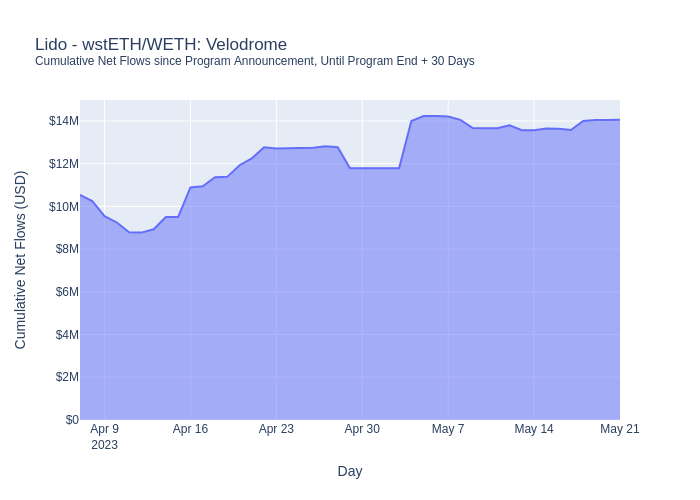 Lido - wstETH/WETH: Velodrome
Cumulative Net Flows since Program Announcement, Until Program End + 30 Days
Cumulative Net Flows (USD)
$14M
$12M
$10M
$8M
$6M
$4M
$2M
$0
Apr 9
2023
Apr 16
Apr 23
Apr 30
May 7
May 14
May 21
Day